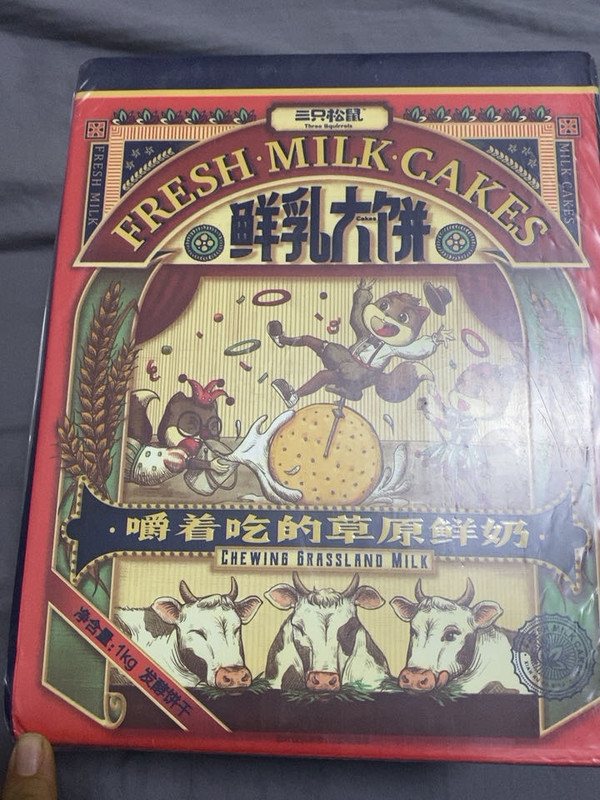 三只松鼠
Three Squirrels
FRESH·MILK·CAKES
FRESH MILK
MILK CAKES
鲜乳大饼
Cakes
·嚼着吃的草原鲜奶·
CHEWING GRASSLAND MILK
净含量:1kg 发酵饼干